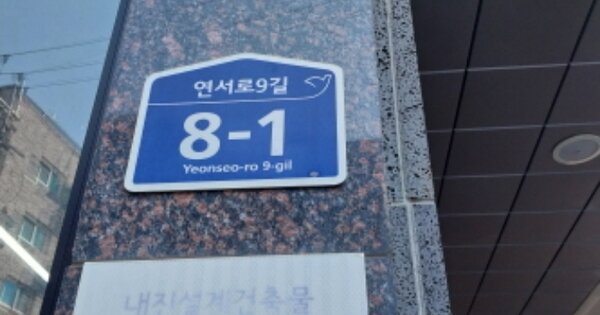 연서로9길
8-1
Yeonseo-ro 9-gil
내진설계건축물